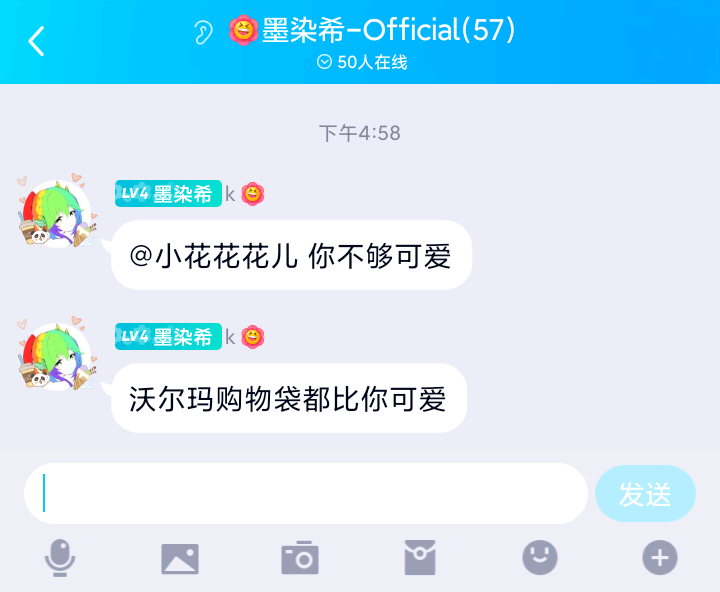 墨染希-Official(57)
50人在线
下午4:58
LV4 墨染希 k
@小花花花儿 你不够可爱
LV4 墨染希 k
沃尔玛购物袋都比你可爱
发送